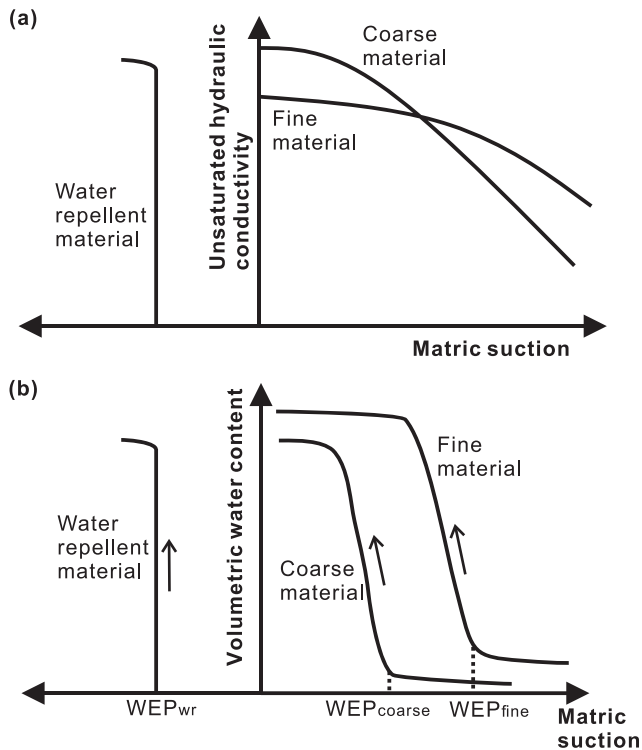 (a)
Coarse
material
Fine
material
Water
repellent
material
Unsaturated hydraulic
conductivity
Matric suction
(b)
Volumetric water content
Fine
material
Water
repellent
material
Coarse
material
WEPwr
WEPcoarse
WEPfine
Matric
suction